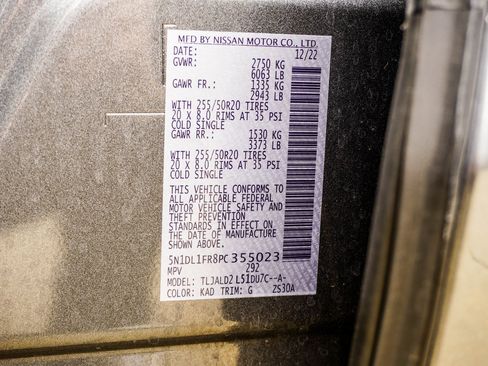 MFD BY NISSAN MOTOR CO., LTD.
DATE: 12/22
GVWR: 2750 KG
6063 LB
GAWR FR.: 1335 KG
2943 LB
WITH 255/50R20 TIRES
20 X 8.0 RIMS AT 35 PSI
COLD SINGLE
GAWR RR.: 1530 KG
3373 LB
WITH 255/50R20 TIRES
20 X 8.0 RIMS AT 35 PSI
COLD SINGLE
THIS VEHICLE CONFORMS TO
ALL APPLICABLE FEDERAL
MOTOR VEHICLE SAFETY AND
THEFT PREVENTION
STANDARDS IN EFFECT ON
THE DATE OF MANUFACTURE
SHOWN ABOVE.
5N1DL1FR8PC355023
MPV 292
MODEL: TLJALD2 L51DU7C--A-
COLOR: KAD TRIM: G ZS30A